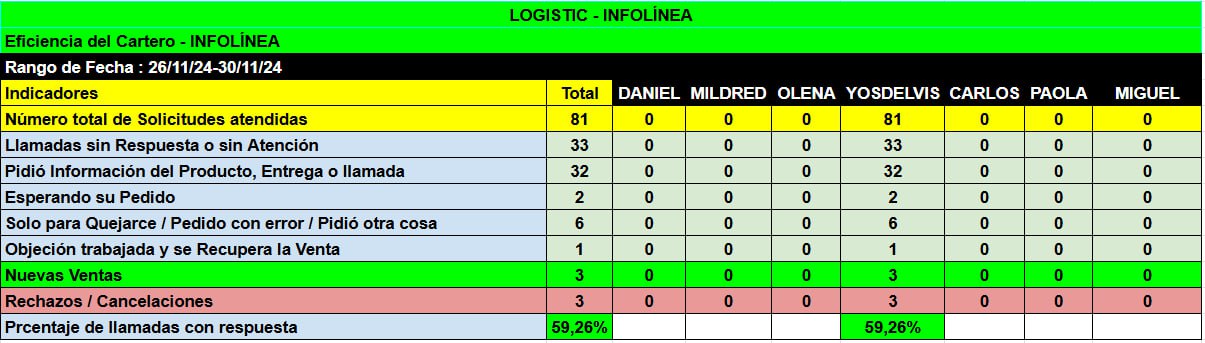 LOGISTIC - INFOLÍNEA
Eficiencia del Cartero - INFOLÍNEA
Rango de Fecha : 26/11/24-30/11/24
Indicadores Total DANIEL MILDRED OLENA YOSDELVIS CARLOS PAOLA MIGUEL
Número total de Solicitudes atendidas 81 0 0 0 81 0 0 0
Llamadas sin Respuesta o sin Atención 33 0 0 0 33 0 0 0
Pidió Información del Producto, Entrega o llamada 32 0 0 0 32 0 0 0
Esperando su Pedido 2 0 0 0 2 0 0 0
Solo para Quejarce / Pedido con error / Pidió otra cosa 6 0 0 0 6 0 0 0
Objeción trabajada y se Recupera la Venta 1 0 0 0 1 0 0 0
Nuevas Ventas 3 0 0 0 3 0 0 0
Rechazos / Cancelaciones 3 0 0 0 3 0 0 0
Prcentaje de llamadas con respuesta 59,26% 59,26%